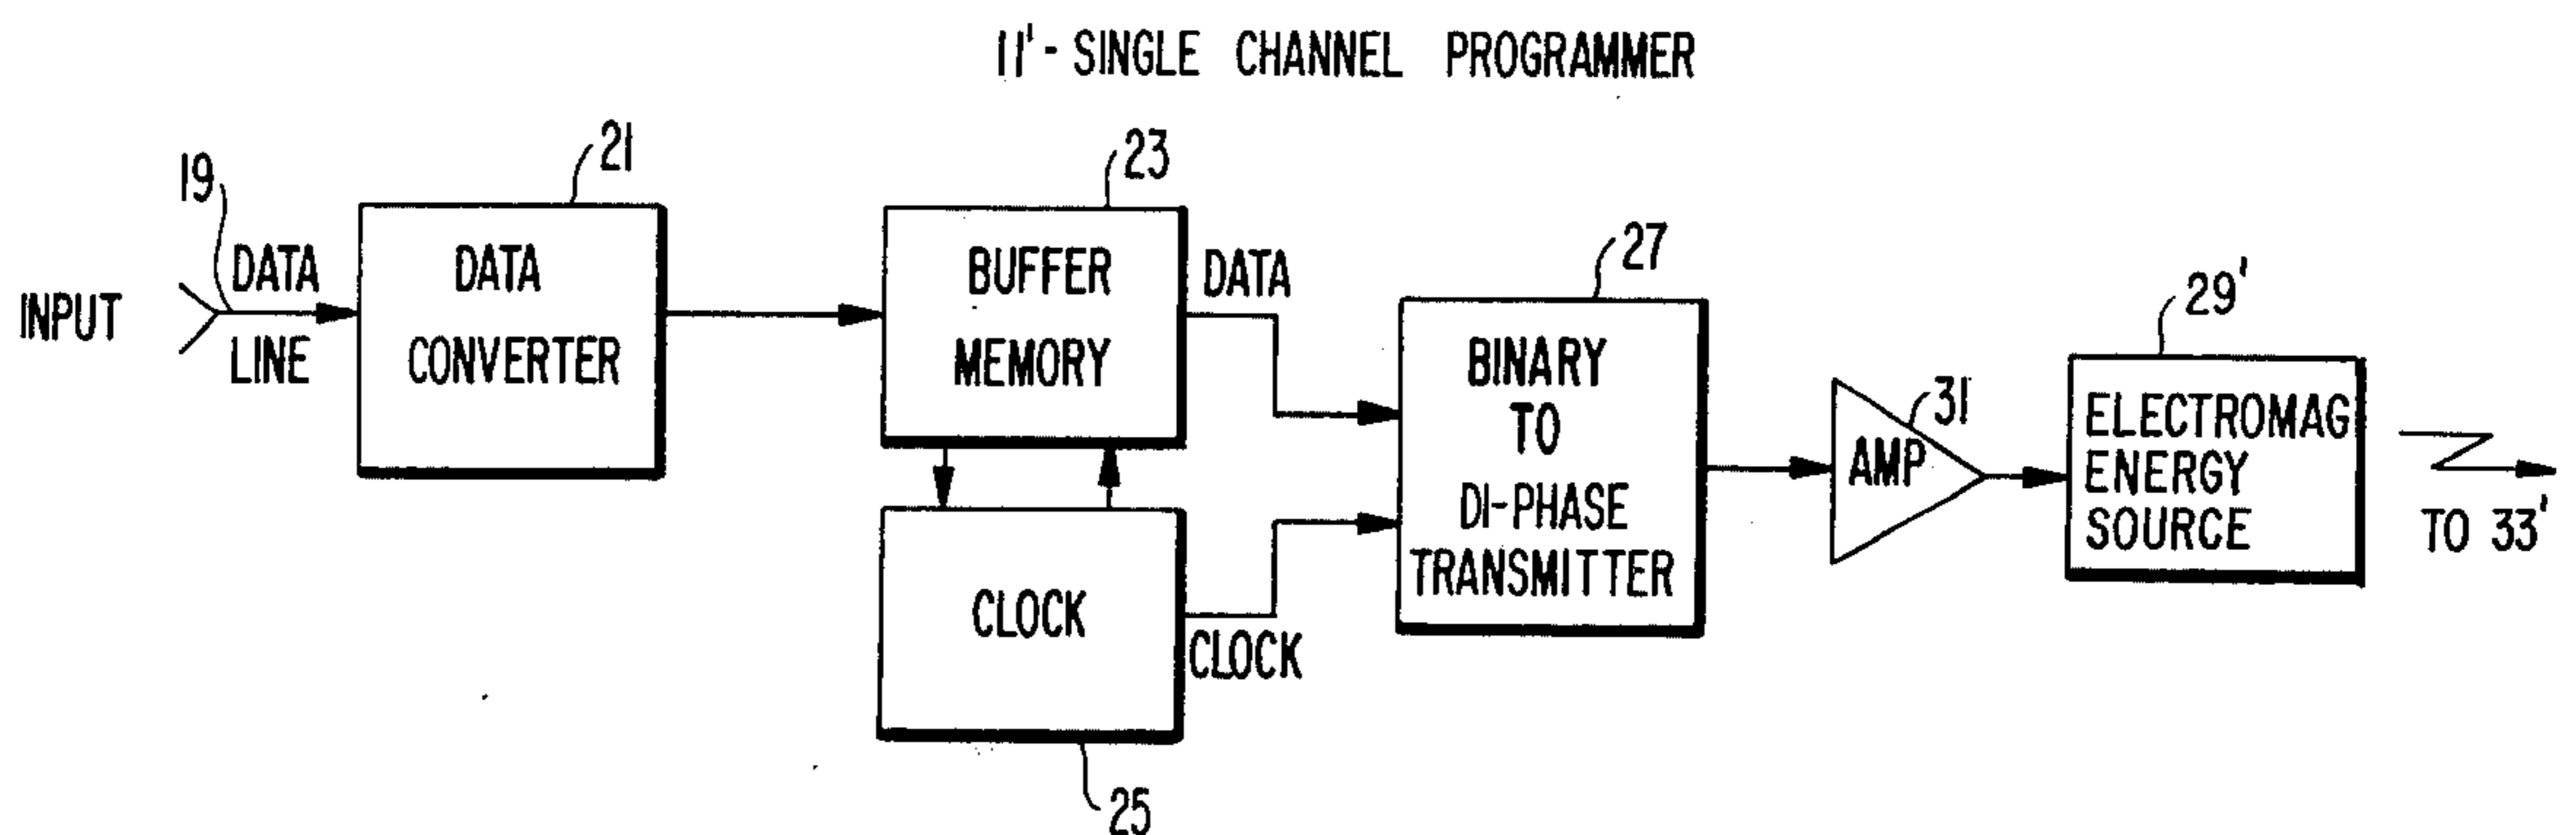 11' - SINGLE CHANNEL PROGRAMMER
INPUT
19
DATA
LINE
21
DATA
CONVERTER
23
BUFFER
MEMORY
DATA
CLOCK
CLOCK
25
27
BINARY
TO
DI-PHASE
TRANSMITTER
31
AMP
29'
ELECTROMAG
ENERGY
SOURCE
TO 33'